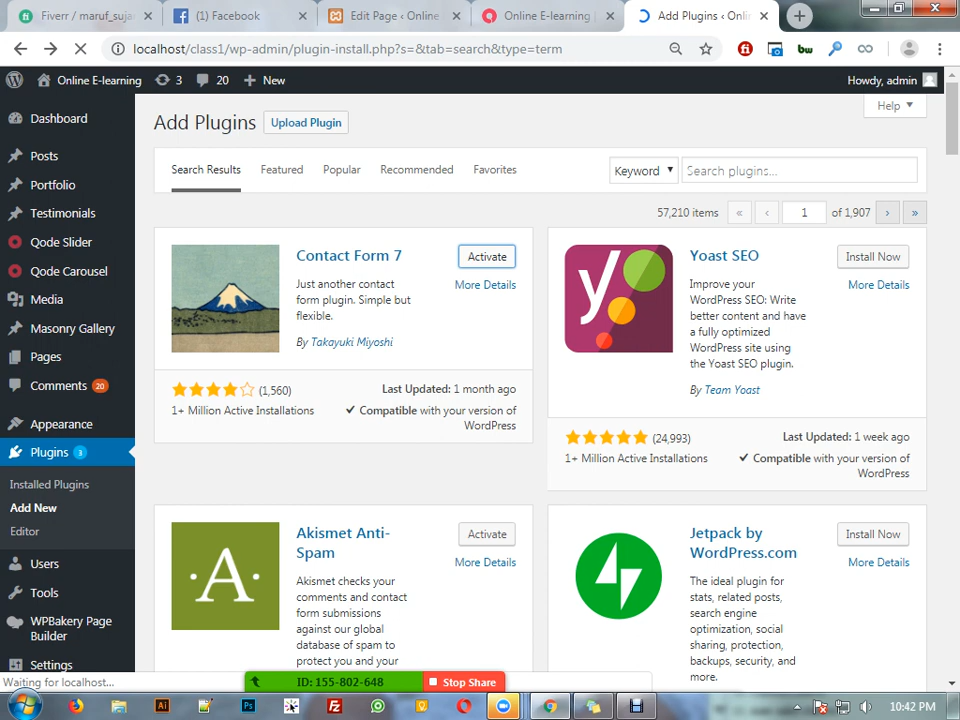 Fiverr / maruf_suja
(1) Facebook
Edit Page ‹ Online
Online E-learning
Add Plugins ‹ Onli
localhost/class1/wp-admin/plugin-install.php?s=&tab=search&type=term
bw
Online E-learning
3
20
New
Howdy, admin
Help
Dashboard
Posts
Portfolio
Testimonials
Qode Slider
Qode Carousel
Media
Masonry Gallery
Pages
Comments 20
Appearance
Plugins 3
Installed Plugins
Add New
Editor
Users
Tools
WPBakery Page
Builder
Settings
Add Plugins
Upload Plugin
Search Results
Featured
Popular
Recommended
Favorites
Keyword
Search plugins...
57,210 items
«
‹
1
of 1,907
›
»
Contact Form 7
Activate
More Details
Just another contact
form plugin. Simple but
flexible.
By Takayuki Miyoshi
(1,560)
1+ Million Active Installations
Last Updated: 1 month ago
Compatible with your version of
WordPress
Yoast SEO
Install Now
More Details
Improve your
WordPress SEO: Write
better content and have
a fully optimized
WordPress site using
the Yoast SEO plugin.
By Team Yoast
(24,993)
1+ Million Active Installations
Last Updated: 1 week ago
Compatible with your version of
WordPress
·A·
Akismet Anti-
Spam
Activate
More Details
Akismet checks your
comments and contact
form submissions
against our global
database of spam to
protect you and your
Jetpack by
WordPress.com
Install Now
More Details
The ideal plugin for
stats, related posts,
search engine
optimization, social
sharing, protection,
backups, security, and
more.
Waiting for localhost...
ID: 155-802-648
Stop Share
Ai
Ps
Fz
10:42 PM